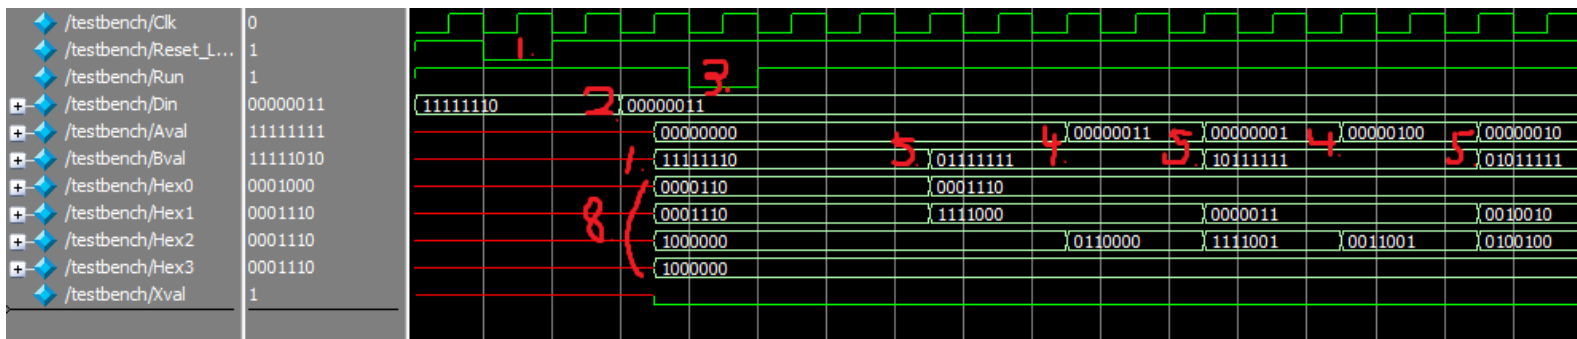 /testbench/Clk 0
/testbench/Reset_L... 1 1.
/testbench/Run 1 3.
/testbench/Din 00000011 11111110 2. 00000011
/testbench/Aval 11111111 00000000 4. 00000011 00000001 4. 00000100 00000010
/testbench/Bval 11111010 1. 11111110 5. 01111111 5. 10111111 5. 01011111
/testbench/Hex0 0001000 0000110 0001110
/testbench/Hex1 0001110 8. 0001110 1111000 0000011 0010010
/testbench/Hex2 0001110 1000000 0110000 1111001 0011001 0100100
/testbench/Hex3 0001110 1000000
/testbench/Xval 1